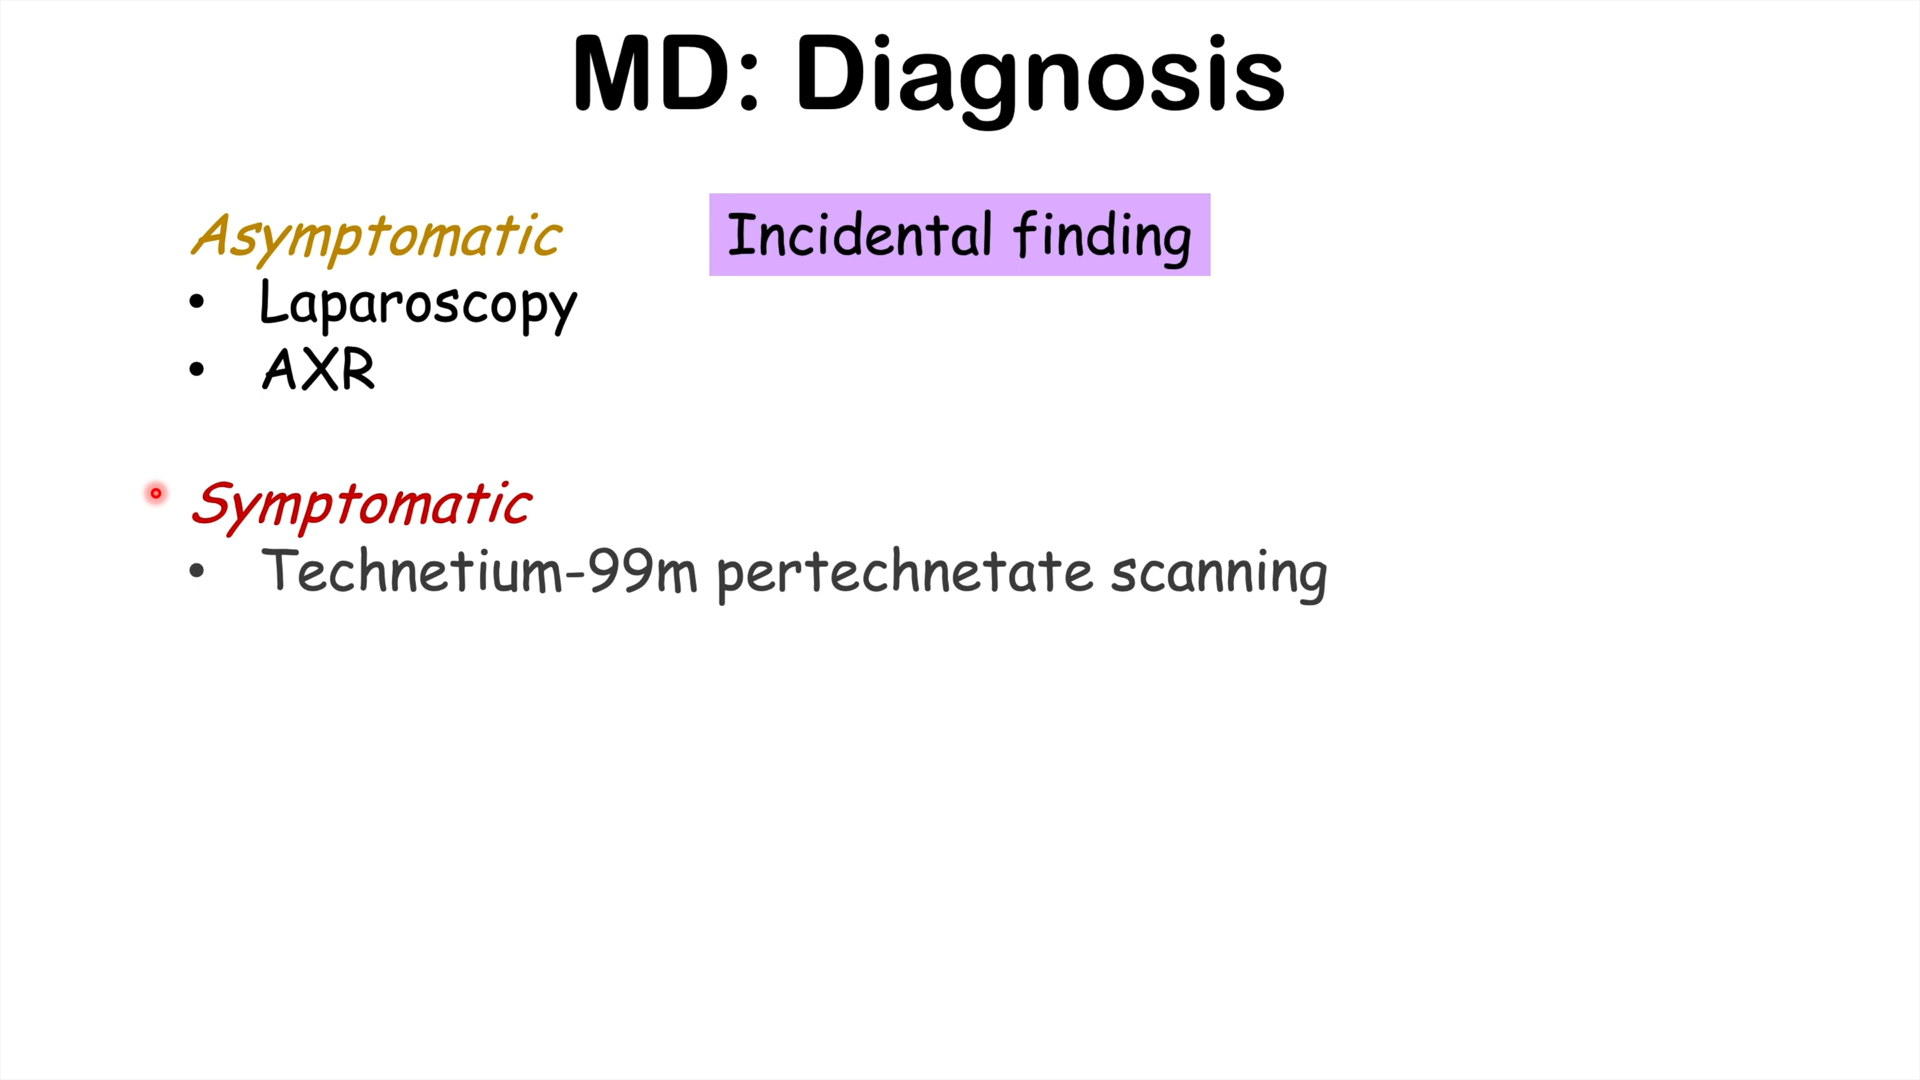 MD: Diagnosis
Asymptomatic
Incidental finding
• Laparoscopy
• AXR
Symptomatic
• Technetium-99m pertechnetate scanning